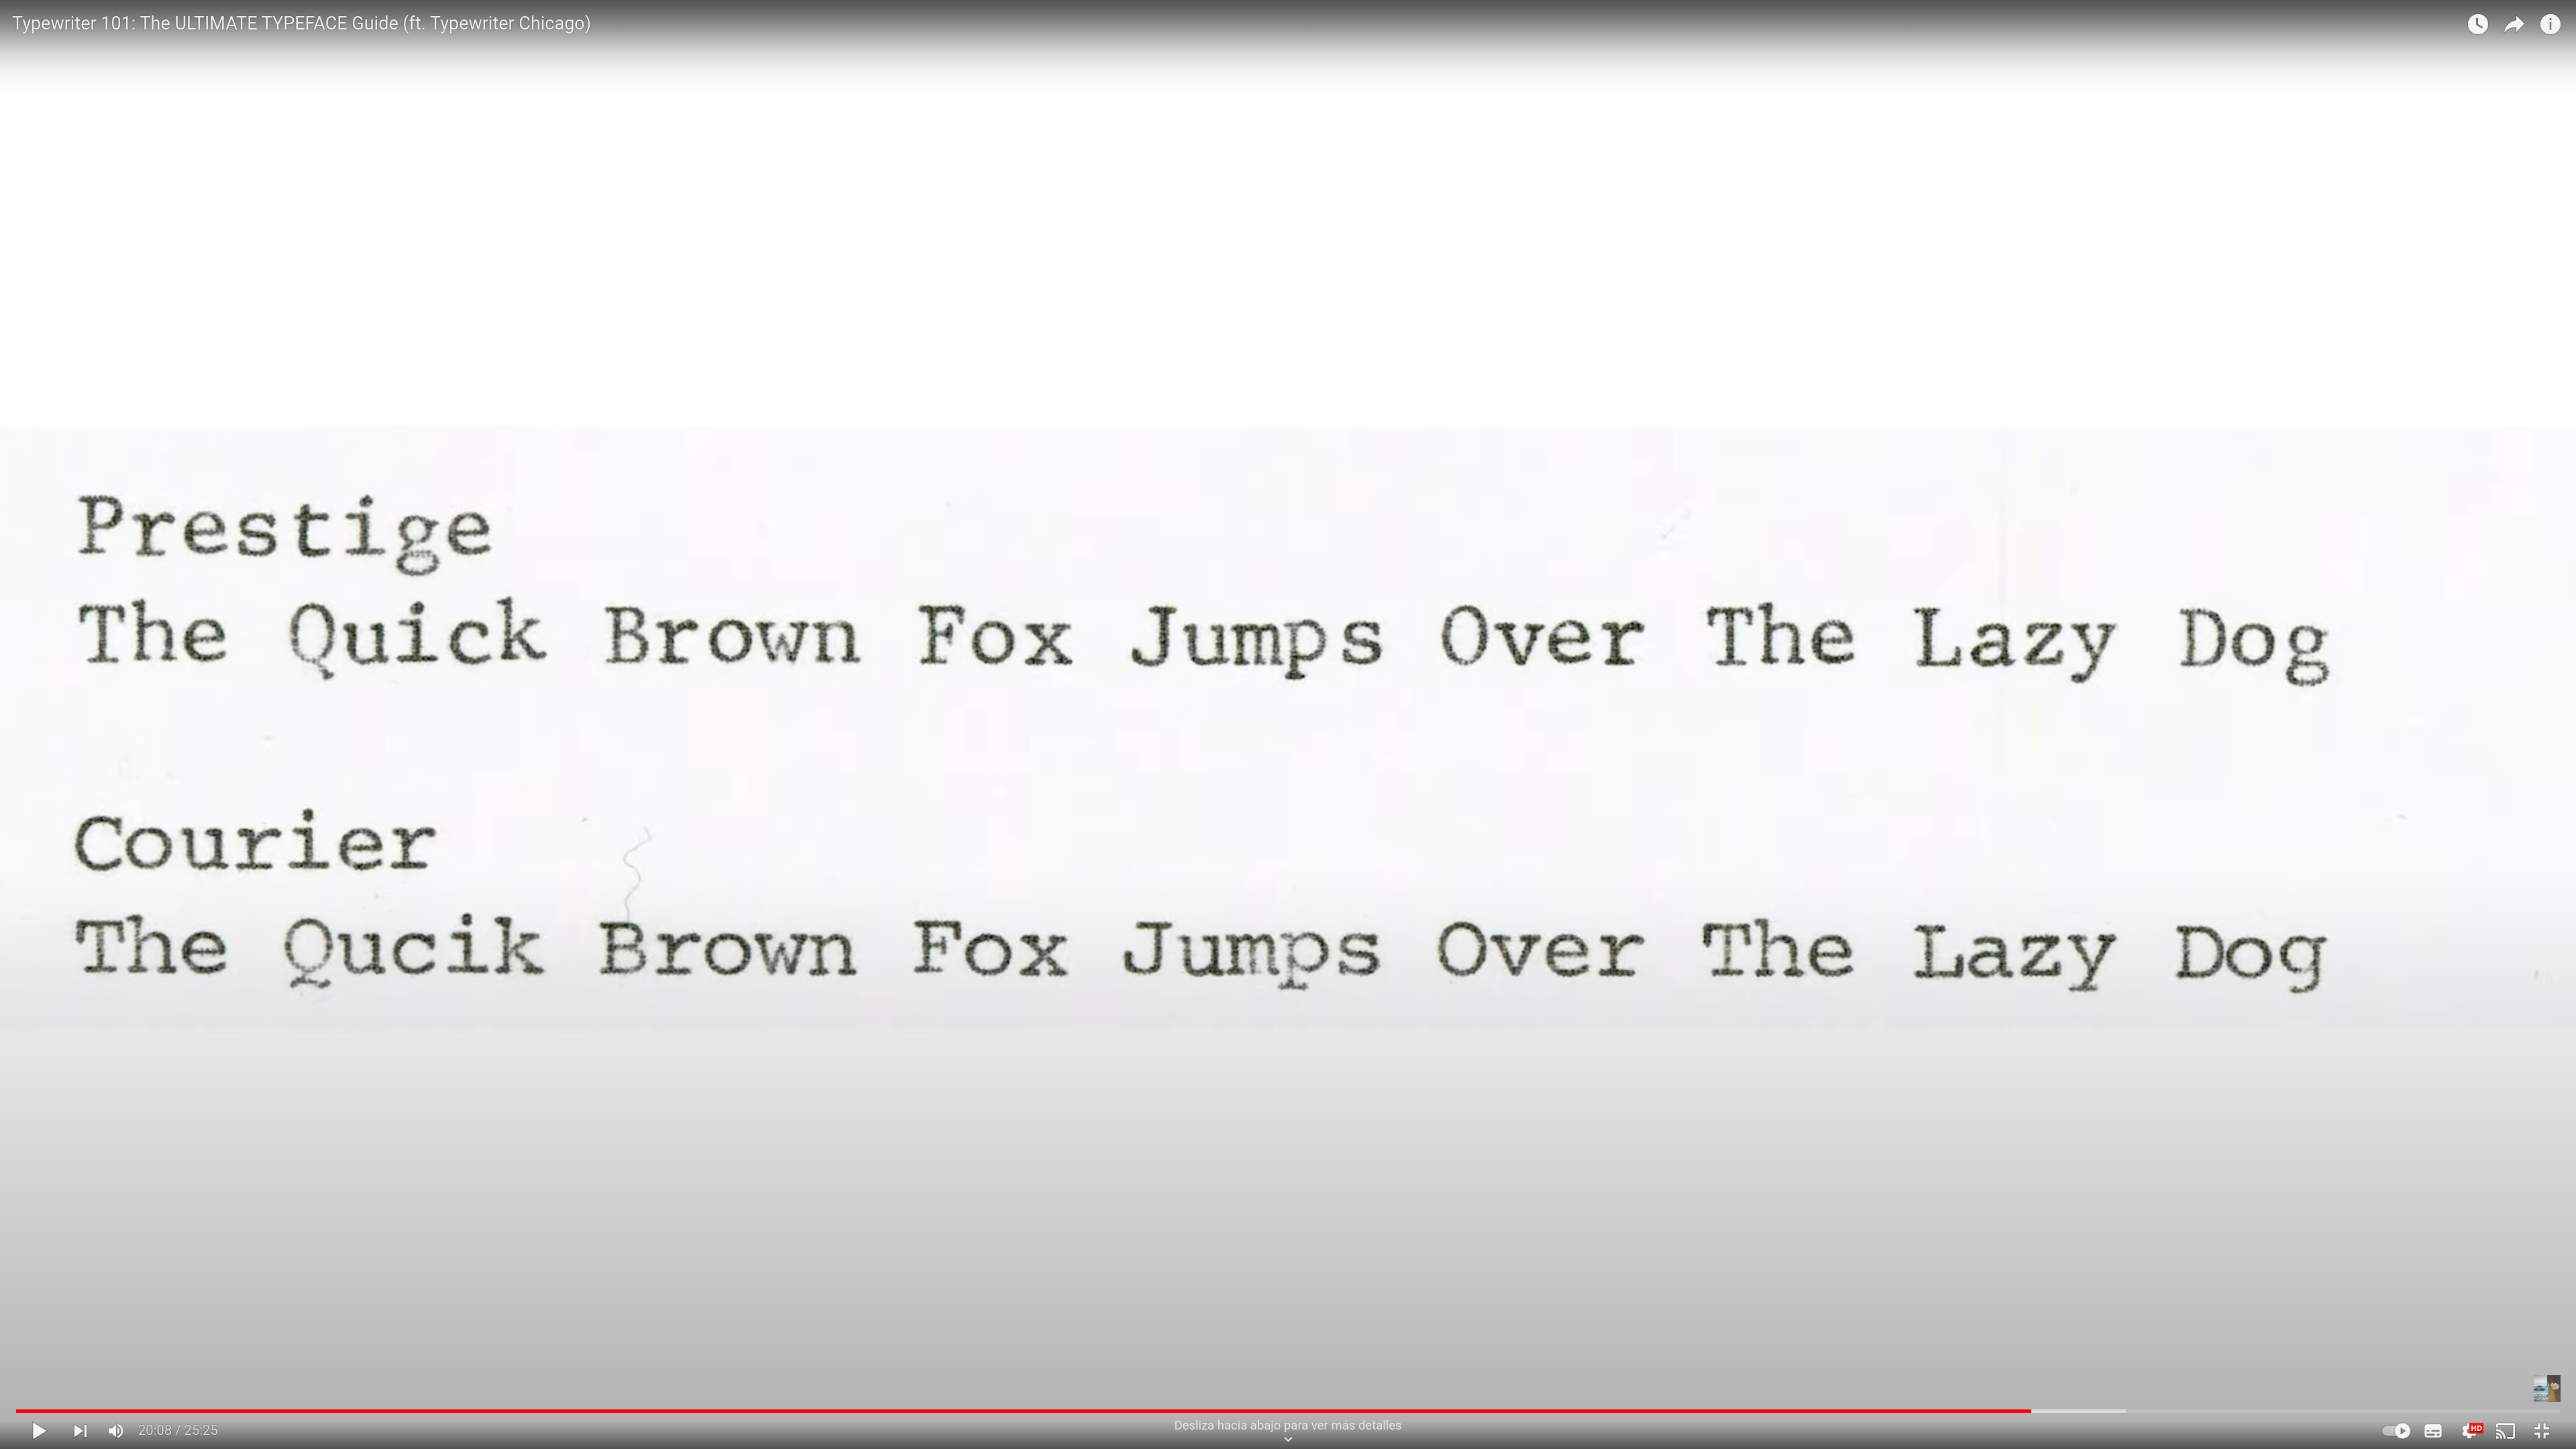 Typewriter 101: The ULTIMATE TYPEFACE Guide (ft. Typewriter Chicago)
Prestige
The Quick Brown Fox Jumps Over The Lazy Dog
Courier
The Qucik Brown Fox Jumps Over The Lazy Dog
20:08 / 25:25
Desliza hacia abajo para ver más detalles
HD